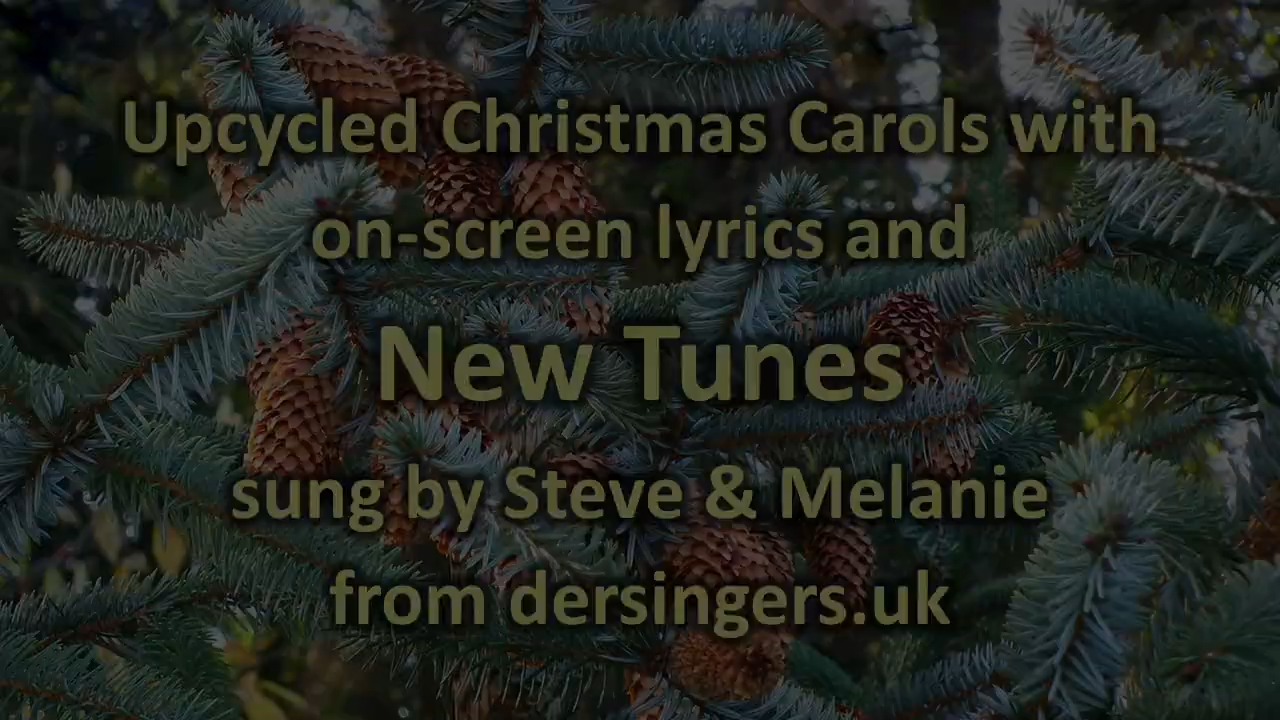 Upcycled Christmas Carols with
on-screen lyrics and
New Tunes
sung by Steve & Melanie
from dersingers.uk